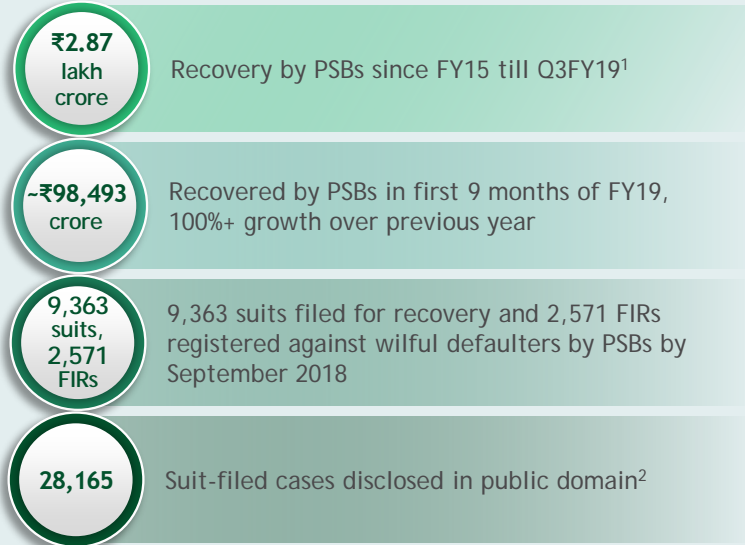 ₹2.87
lakh
crore
Recovery by PSBs since FY15 till Q3FY19¹
~₹98,493
crore
Recovered by PSBs in first 9 months of FY19,
100%+ growth over previous year
9,363
suits,
2,571
FIRs
9,363 suits filed for recovery and 2,571 FIRs
registered against wilful defaulters by PSBs by
September 2018
28,165
Suit-filed cases disclosed in public domain²